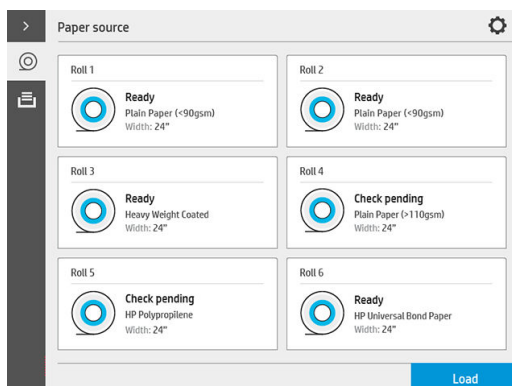 Paper source
Roll 1
Ready
Plain Paper (<90gsm)
Width: 24"
Roll 2
Ready
Plain Paper (<90gsm)
Width: 24"
Roll 3
Ready
Heavy Weight Coated
Width: 24"
Roll 4
Check pending
Plain Paper (>110gsm)
Width: 24"
Roll 5
Check pending
HP Polypropilene
Width: 24"
Roll 6
Ready
HP Universal Bond Paper
Width: 24"
Load